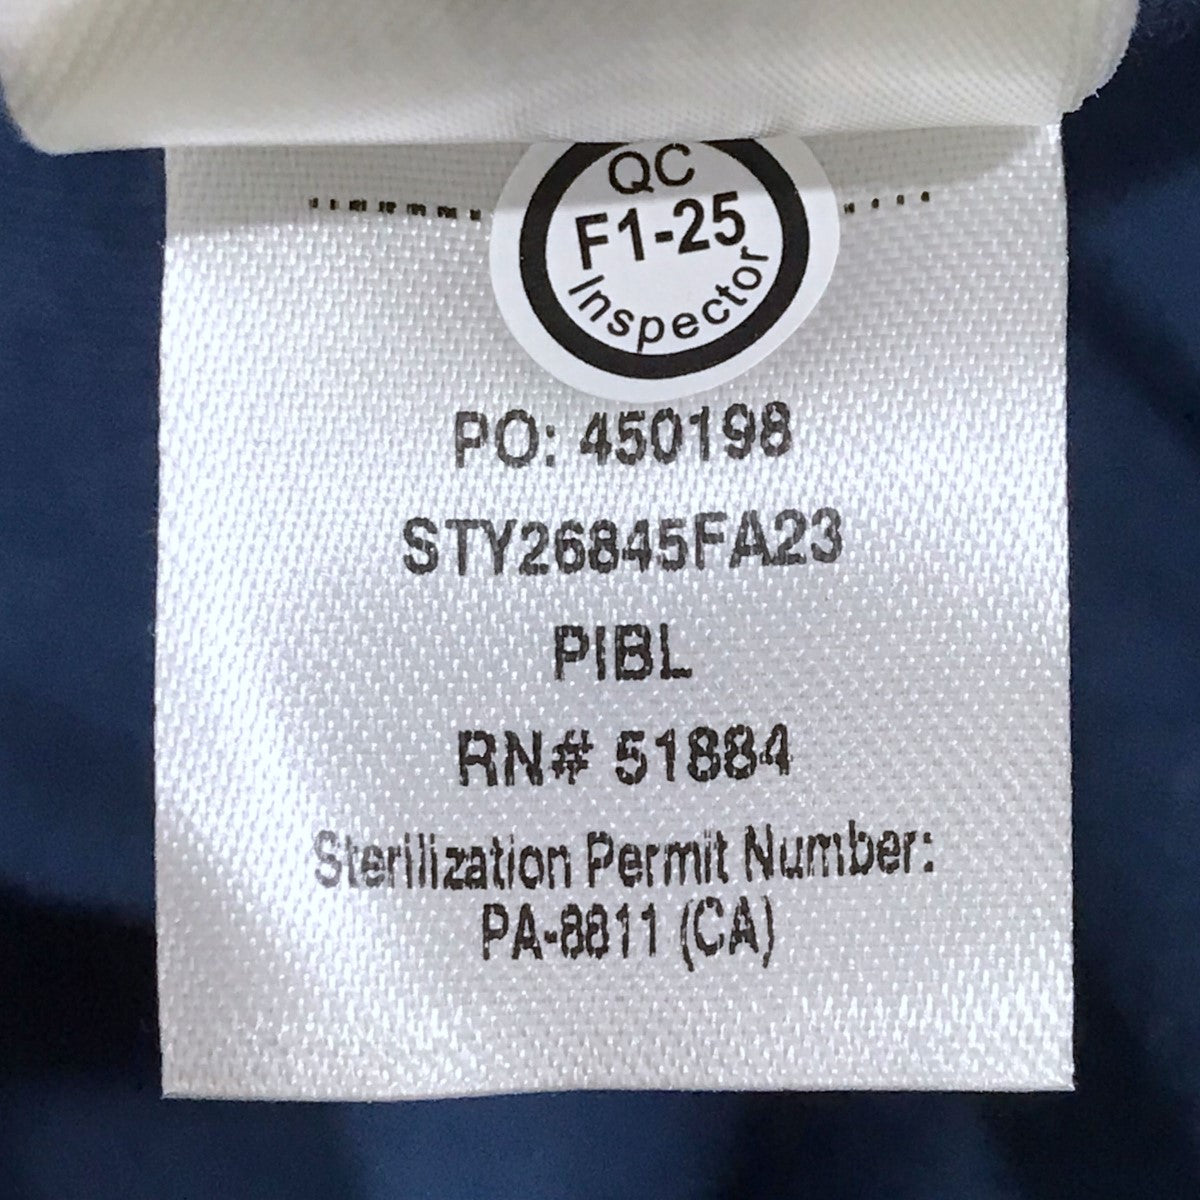 QC
F1-25
Inspector
PO: 450198
STY26845FA23
PIBL
RN# 51884
Sterilization Permit Number:
PA-8811 (CA)